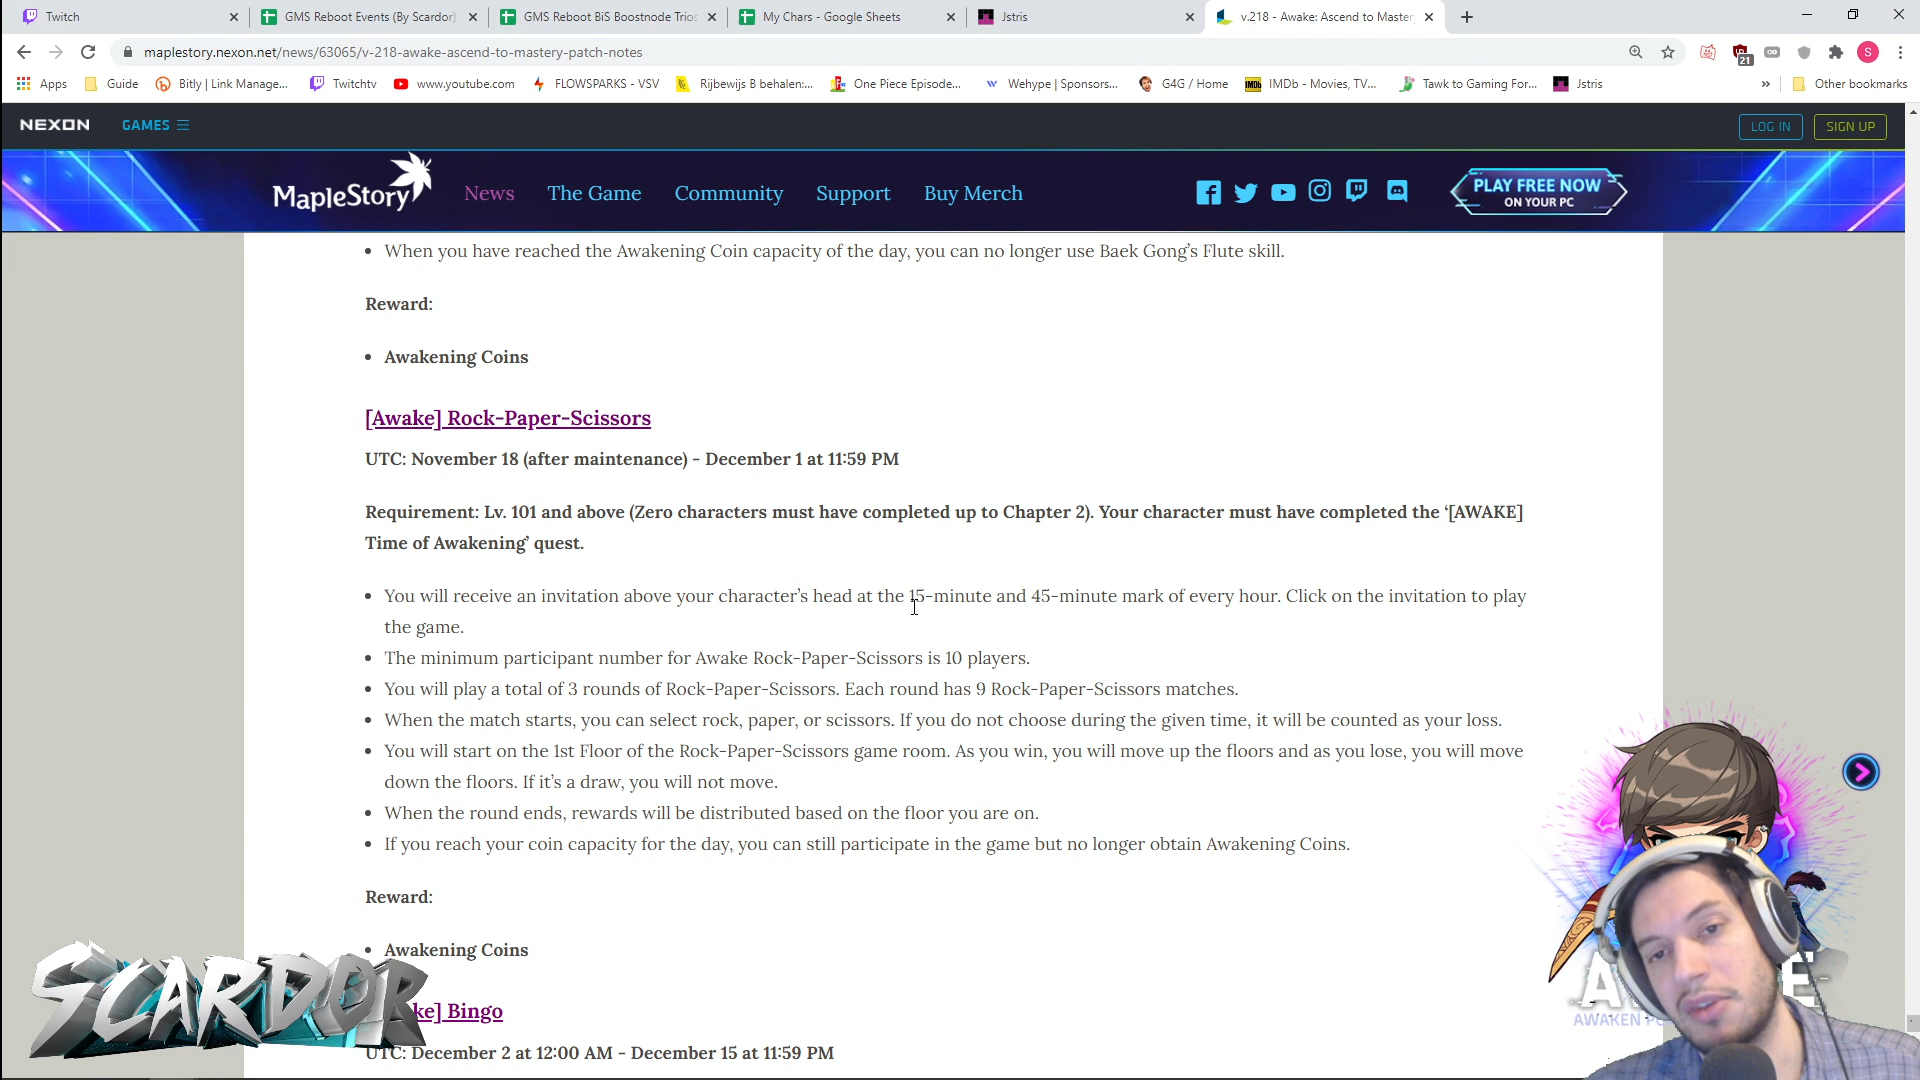 Twitch
GMS Reboot Events (By Scardor)
GMS Reboot BiS Boostnode Trios
My Chars - Google Sheets
Jstris
v.218 - Awake: Ascend to Master
maplestory.nexon.net/news/63065/v-218-awake-ascend-to-mastery-patch-notes
21
S
Apps
Guide
Bitly | Link Manage...
Twitchtv
www.youtube.com
FLOWSPARKS - VSV
Rijbewijs B behalen:...
One Piece Episode...
Wehype | Sponsors...
G4G / Home
IMDb - Movies, TV...
Tawk to Gaming For...
Jstris
»
Other bookmarks
NEXON
GAMES
LOG IN
SIGN UP
MapleStory
News
The Game
Community
Support
Buy Merch
PLAY FREE NOW
ON YOUR PC
• When you have reached the Awakening Coin capacity of the day, you can no longer use Baek Gong’s Flute skill.
Reward:
• Awakening Coins
[Awake] Rock-Paper-Scissors
UTC: November 18 (after maintenance) - December 1 at 11:59 PM
Requirement: Lv. 101 and above (Zero characters must have completed up to Chapter 2). Your character must have completed the ‘[AWAKE]
Time of Awakening’ quest.
• You will receive an invitation above your character’s head at the 15-minute and 45-minute mark of every hour. Click on the invitation to play
the game.
• The minimum participant number for Awake Rock-Paper-Scissors is 10 players.
• You will play a total of 3 rounds of Rock-Paper-Scissors. Each round has 9 Rock-Paper-Scissors matches.
• When the match starts, you can select rock, paper, or scissors. If you do not choose during the given time, it will be counted as your loss.
• You will start on the 1st Floor of the Rock-Paper-Scissors game room. As you win, you will move up the floors and as you lose, you will move
down the floors. If it’s a draw, you will not move.
• When the round ends, rewards will be distributed based on the floor you are on.
• If you reach your coin capacity for the day, you can still participate in the game but no longer obtain Awakening Coins.
Reward:
• Awakening Coins
SCARDOR
ke] Bingo
UTC: December 2 at 12:00 AM - December 15 at 11:59 PM
AWAKEN